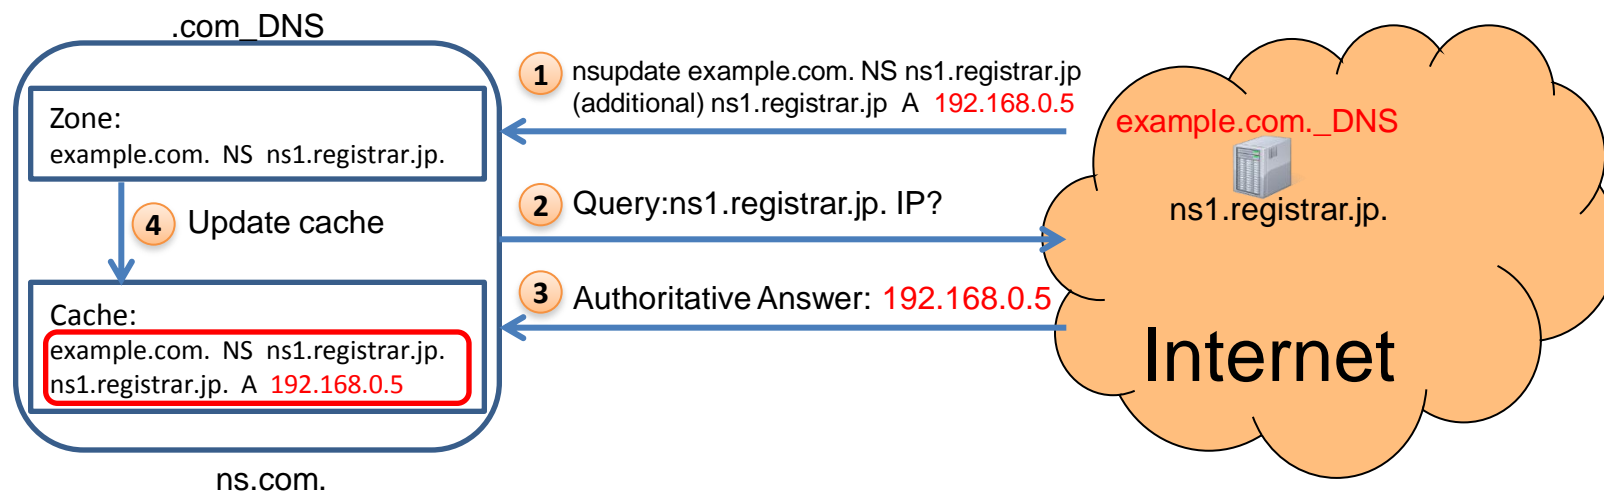 .com_DNS
Zone:
example.com. NS ns1.registrar.jp.
4 Update cache
Cache:
example.com. NS ns1.registrar.jp.
ns1.registrar.jp. A 192.168.0.5
ns.com.
1 nsupdate example.com. NS ns1.registrar.jp
(additional) ns1.registrar.jp A 192.168.0.5
2 Query:ns1.registrar.jp. IP?
3 Authoritative Answer: 192.168.0.5
example.com._DNS
ns1.registrar.jp.
Internet